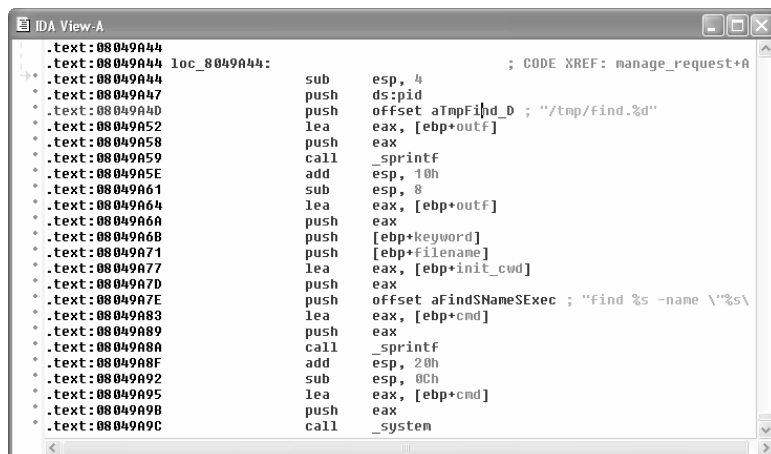 IDA View-A
.text:08049A44
.text:08049A44 loc_8049A44: ; CODE XREF: manage_request+A
.text:08049A44 sub esp, 4
.text:08049A47 push ds:pid
.text:08049A4D push offset aTmpFind_D ; "/tmp/find.%d"
.text:08049A52 lea eax, [ebp+outf]
.text:08049A58 push eax
.text:08049A59 call _sprintf
.text:08049A5E add esp, 10h
.text:08049A61 sub esp, 8
.text:08049A64 lea eax, [ebp+outf]
.text:08049A6A push eax
.text:08049A6B push [ebp+keyword]
.text:08049A71 push [ebp+filename]
.text:08049A77 lea eax, [ebp+init_cwd]
.text:08049A7D push eax
.text:08049A7E push offset aFindSNameSExec ; "find %s -name \"%s\
.text:08049A83 lea eax, [ebp+cmd]
.text:08049A89 push eax
.text:08049A8A call _sprintf
.text:08049A8F add esp, 20h
.text:08049A92 sub esp, 0Ch
.text:08049A95 lea eax, [ebp+cmd]
.text:08049A9B push eax
.text:08049A9C call _system